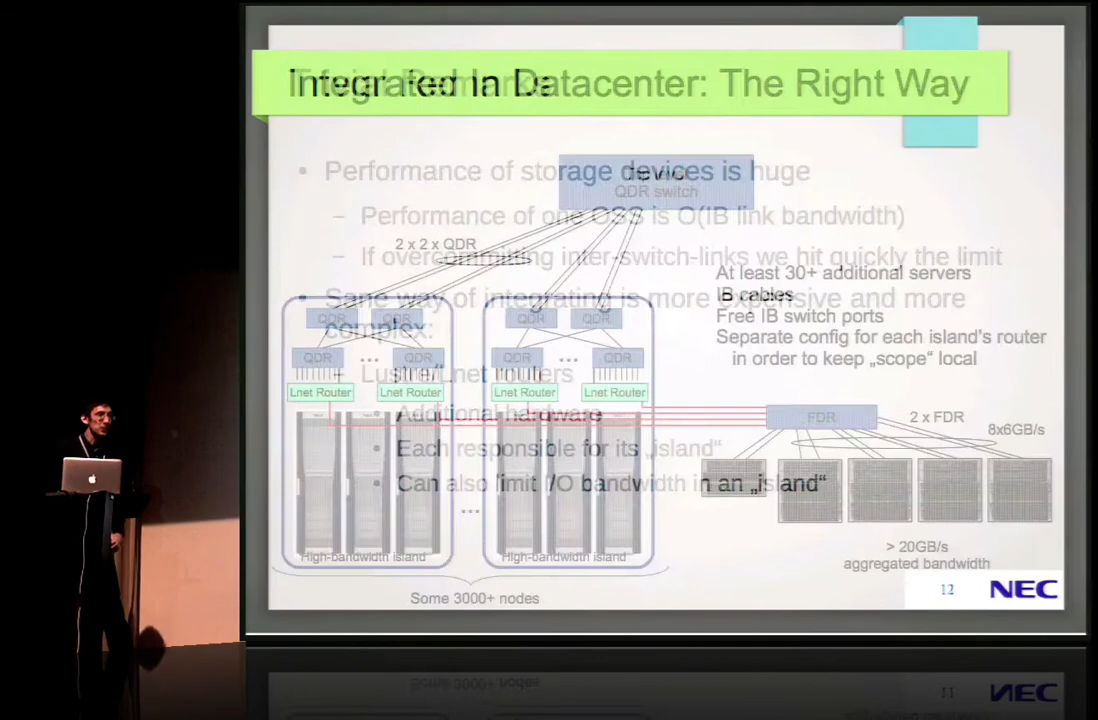 Integrated In Datacenter: The Right Way
Performance of storage devices is huge
QDR switch
– Performance of one OSS is O(IB link bandwidth)
2 x 2 x QDR
– If overcommitting inter-switch-links we hit quickly the limit
At least 30+ additional servers
IB cables
Free IB switch ports
Separate config for each island's router
in order to keep „scope“ local
Sane way of integrating is more expensive and more
complex:
QDR QDR QDR QDR
QDR ... QDR QDR ... QDR
– Lustre/Lnet routers
Lnet Router Lnet Router Lnet Router Lnet Router
Additional hardware
FDR
2 x FDR
8x6GB/s
Each responsible for its „island“
Can also limit I/O bandwidth in an „island“
...
High-bandwidth island High-bandwidth island
> 20GB/s
aggregated bandwidth
Some 3000+ nodes
12 NEC